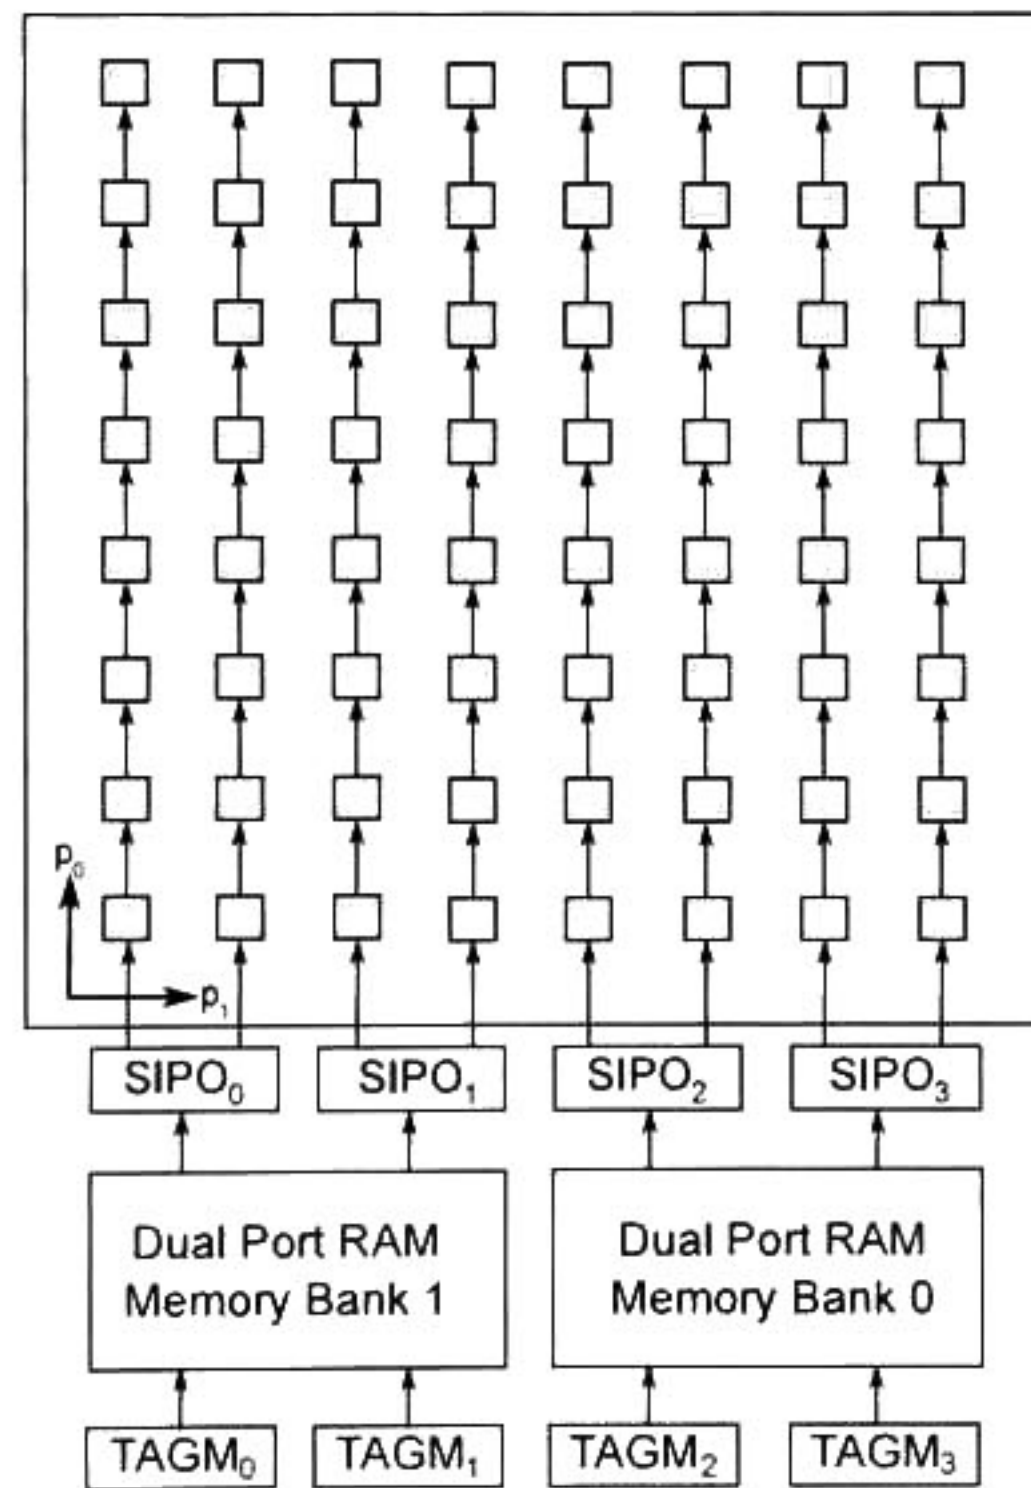 p₀
p₁
SIPO₀ SIPO₁ SIPO₂ SIPO₃
Dual Port RAM
Memory Bank 1
Dual Port RAM
Memory Bank 0
TAGM₀ TAGM₁ TAGM₂ TAGM₃